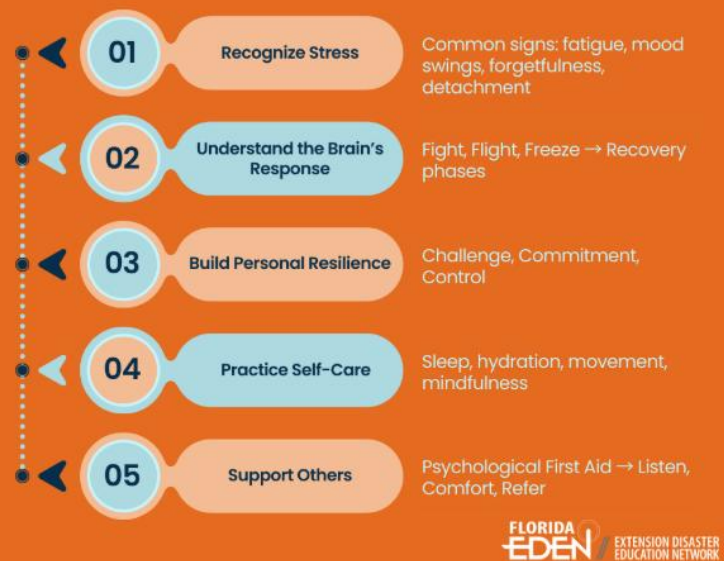 01
Recognize Stress
Common signs: fatigue, mood
swings, forgetfulness,
detachment
02
Understand the Brain's
Response
Fight, Flight, Freeze → Recovery
phases
03
Build Personal Resilience
Challenge, Commitment,
Control
04
Practice Self-Care
Sleep, hydration, movement,
mindfulness
05
Support Others
Psychological First Aid → Listen,
Comfort, Refer
FLORIDA
EDEN
EXTENSION DISASTER
EDUCATION NETWORK